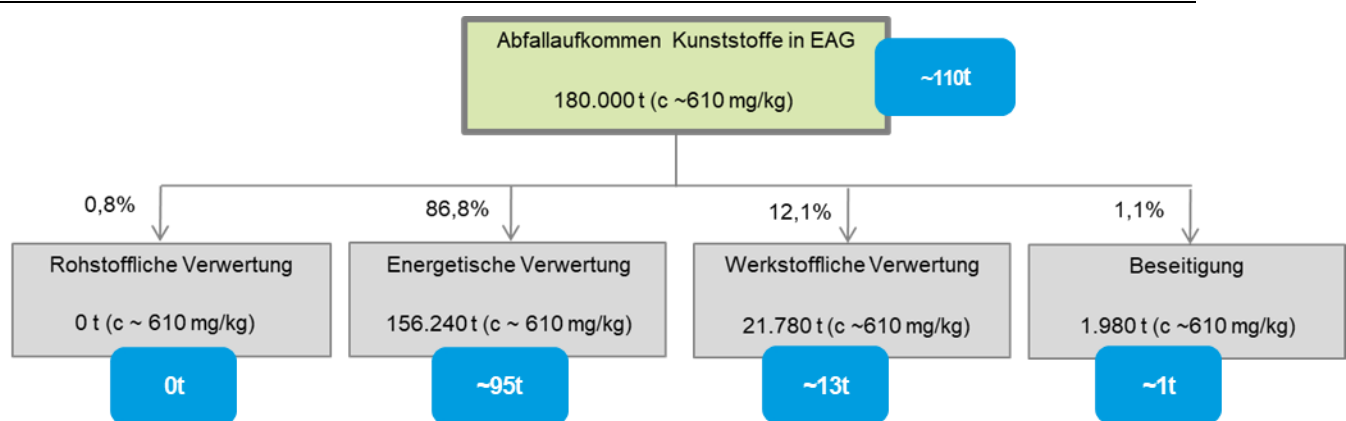 Abfallaufkommen Kunststoffe in EAG
180.000 t (c ~610 mg/kg)
~110t
0,8%
86,8%
12,1%
1,1%
Rohstoffliche Verwertung
0 t (c ~ 610 mg/kg)
0t
Energetische Verwertung
156.240 t (c ~ 610 mg/kg)
~95t
Werkstoffliche Verwertung
21.780 t (c ~610 mg/kg)
~13t
Beseitigung
1.980 t (c ~610 mg/kg)
~1t